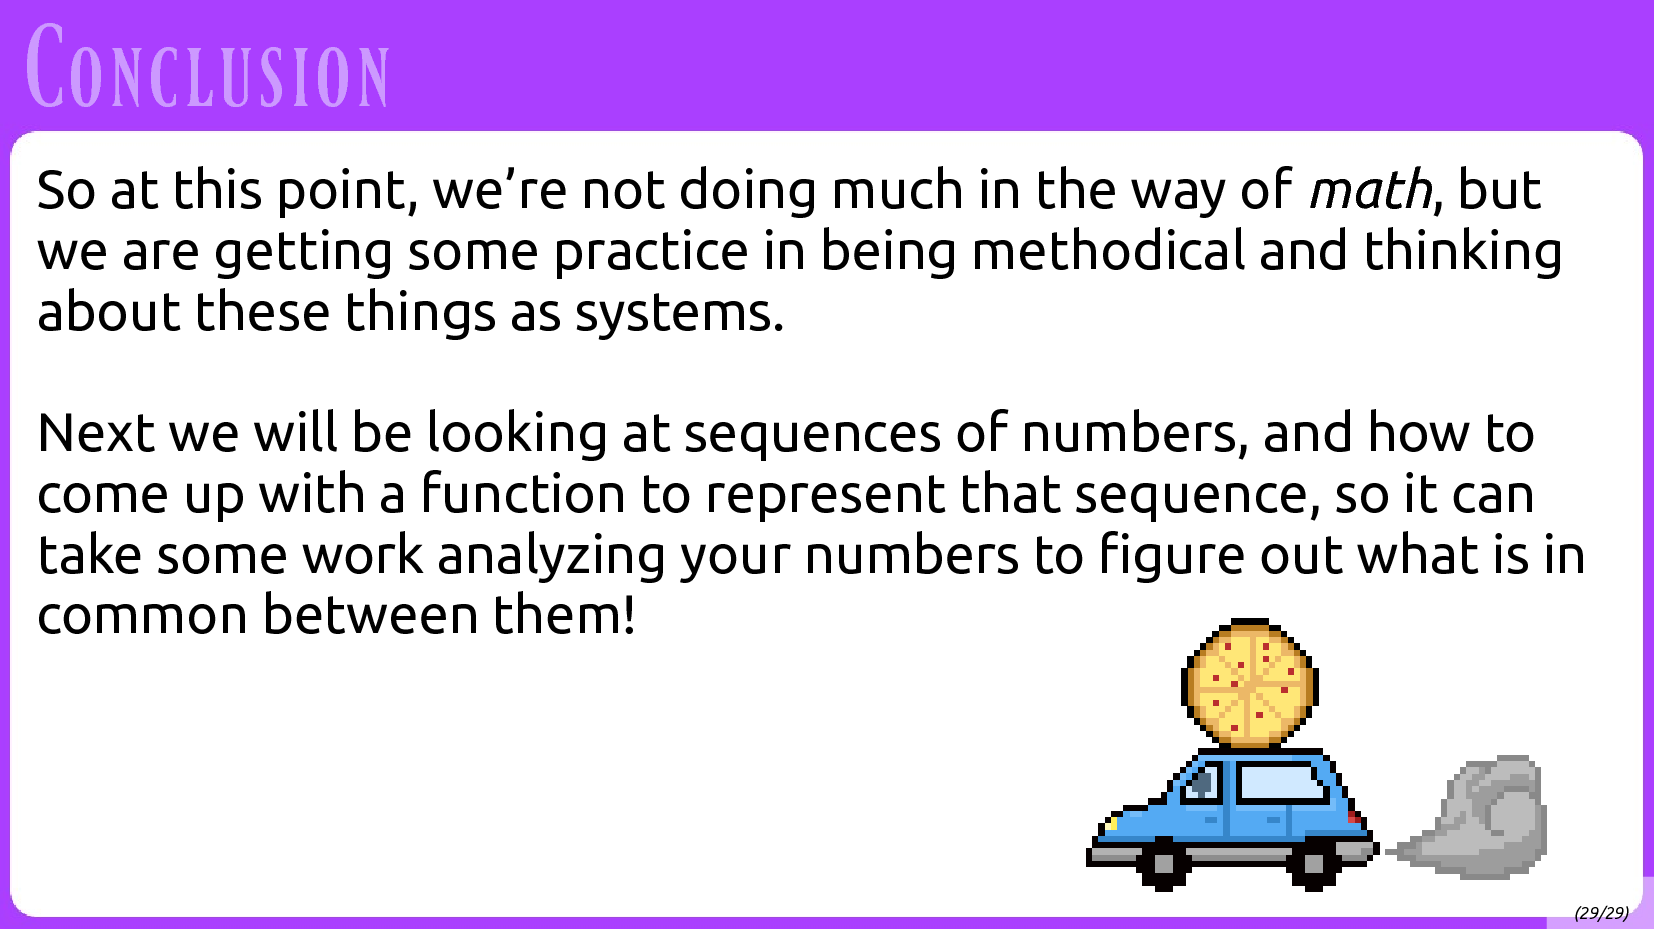 Conclusion
So at this point, we’re not doing much in the way of math, but
we are getting some practice in being methodical and thinking
about these things as systems.
Next we will be looking at sequences of numbers, and how to
come up with a function to represent that sequence, so it can
take some work analyzing your numbers to figure out what is in
common between them!
(29/29)